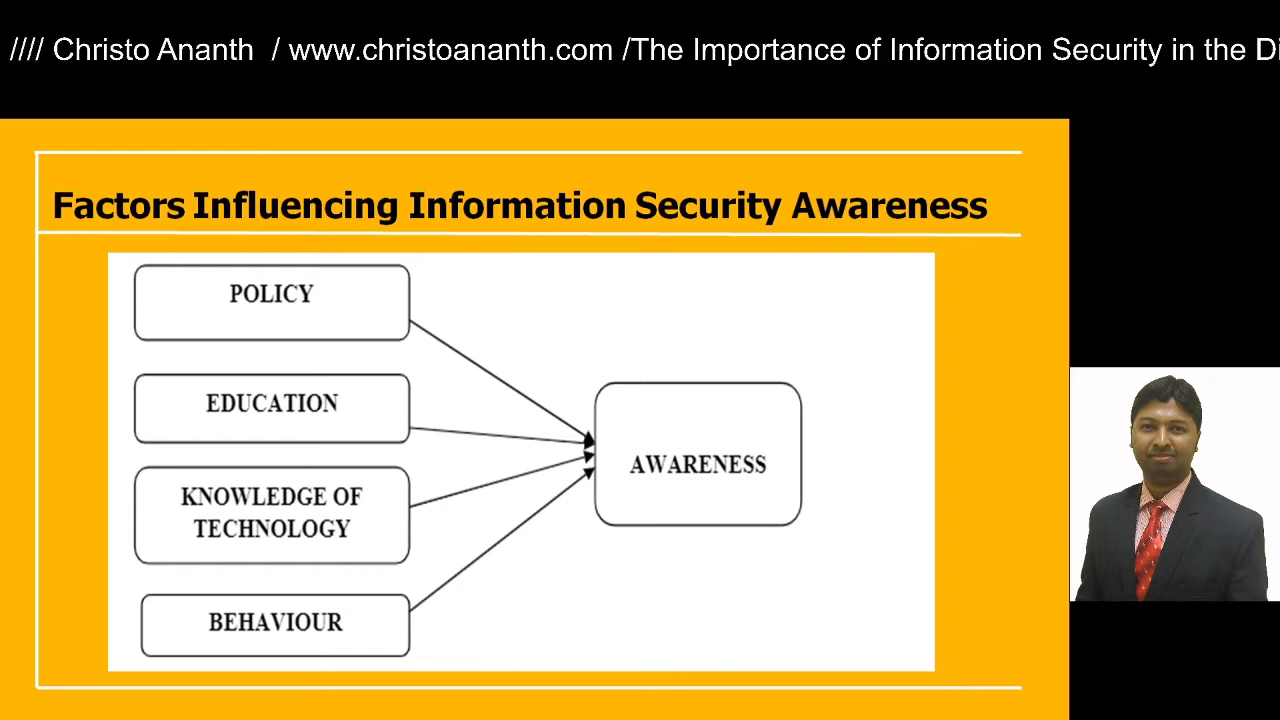 //// Christo Ananth / www.christoananth.com /The Importance of Information Security in the Di
Factors Influencing Information Security Awareness
POLICY
EDUCATION
KNOWLEDGE OF
TECHNOLOGY
BEHAVIOUR
AWARENESS